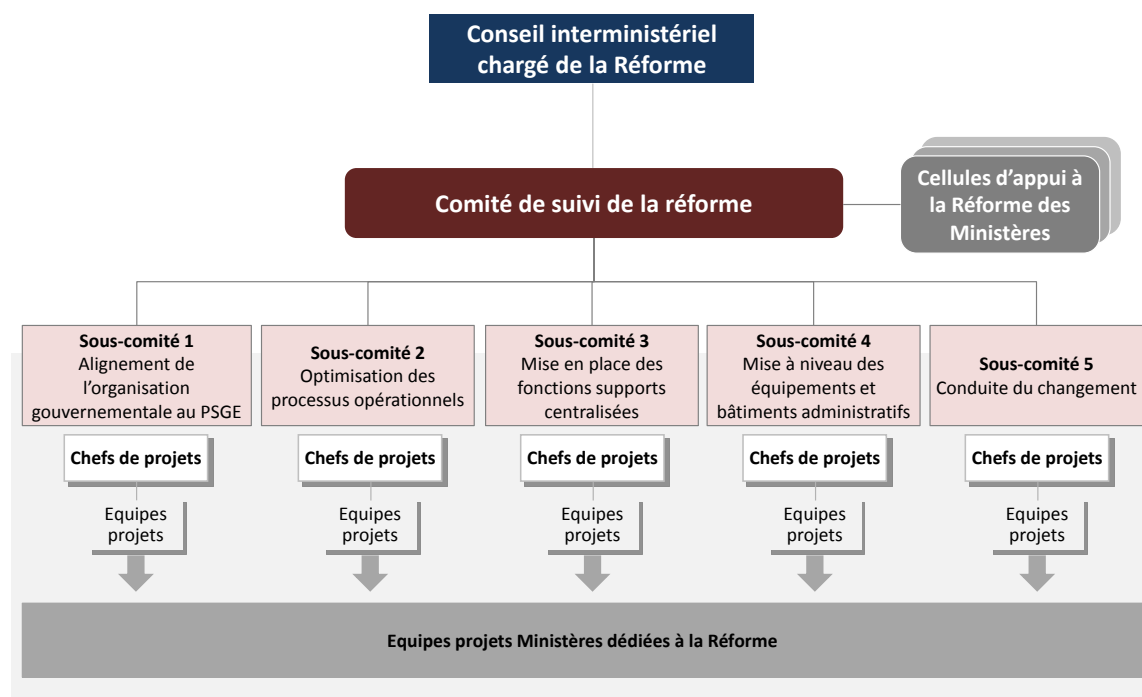 Conseil interministériel
chargé de la Réforme
Comité de suivi de la réforme
Cellules d'appui à
la Réforme des
Ministères
Sous-comité 1
Alignement de
l'organisation
gouvernementale au PSGE
Sous-comité 2
Optimisation des
processus opérationnels
Sous-comité 3
Mise en place des
fonctions supports
centralisées
Sous-comité 4
Mise à niveau des
équipements et
bâtiments administratifs
Sous-comité 5
Conduite du changement
Chefs de projets
Chefs de projets
Chefs de projets
Chefs de projets
Chefs de projets
Equipes
projets
Equipes
projets
Equipes
projets
Equipes
projets
Equipes
projets
Equipes projets Ministères dédiées à la Réforme